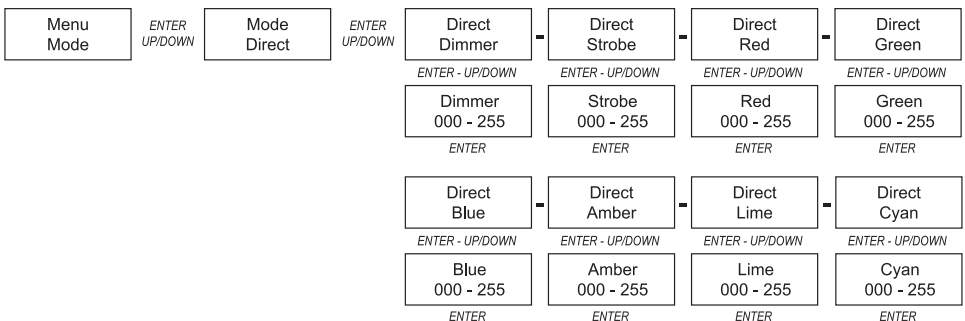 Menu
Mode
ENTER
UP/DOWN
Mode
Direct
ENTER
UP/DOWN
Direct
Dimmer
Direct
Strobe
Direct
Red
Direct
Green
ENTER - UP/DOWN
ENTER - UP/DOWN
ENTER - UP/DOWN
ENTER - UP/DOWN
Dimmer
000 - 255
Strobe
000 - 255
Red
000 - 255
Green
000 - 255
ENTER
ENTER
ENTER
ENTER
Direct
Blue
Direct
Amber
Direct
Lime
Direct
Cyan
ENTER - UP/DOWN
ENTER - UP/DOWN
ENTER - UP/DOWN
ENTER - UP/DOWN
Blue
000 - 255
Amber
000 - 255
Lime
000 - 255
Cyan
000 - 255
ENTER
ENTER
ENTER
ENTER